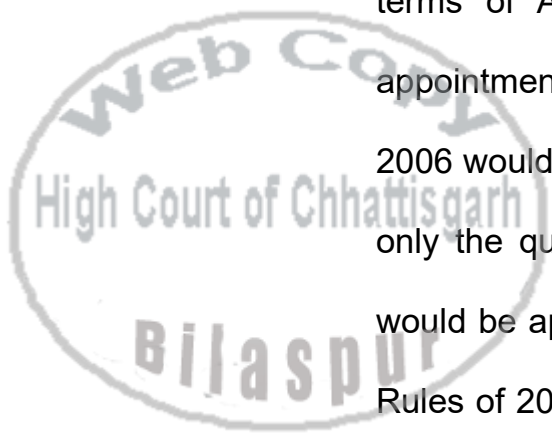 terms of A
Web Copy
appointmen
2006 would
High Court of Chhattisgarh
only the qu
would be ap
Bilaspur
Rules of 20